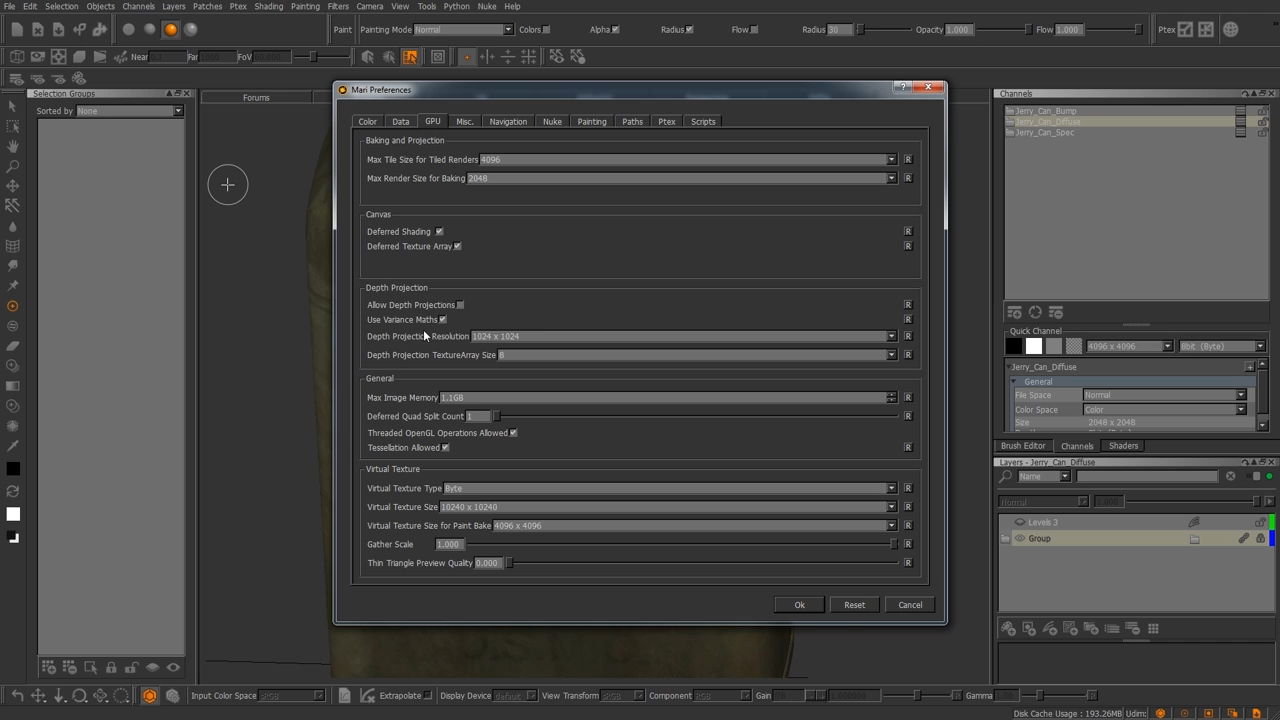 File Edit Selection Objects Channels Layers Patches Ptex Shading Painting Filters Camera View Tools Python Nuke Help
Paint Painting Mode Normal Colors Alpha Radius Flow Radius 30 Opacity 1.000 Flow 1.000 Ptex
Near Far FoV
Selection Groups
Sorted by None
Forums
Mari Preferences
Color Data GPU Misc. Navigation Nuke Painting Paths Ptex Scripts
Baking and Projection
Max Tile Size for Tiled Renders 4096 R
Max Render Size for Baking 2048 R
Canvas
Deferred Shading R
Deferred Texture Array R
Depth Projection
Allow Depth Projections R
Use Variance Maths R
Depth Projection Resolution 1024 x 1024 R
Depth Projection TextureArray Size 8 R
General
Max Image Memory 1.1GB R
Deferred Quad Split Count 1 R
Threaded OpenGL Operations Allowed
Tessellation Allowed R
Virtual Texture
Virtual Texture Type Byte R
Virtual Texture Size 10240 x 10240 R
Virtual Texture Size for Paint Bake 4096 x 4096 R
Gather Scale 1.000 R
Thin Triangle Preview Quality 0.000 R
Ok Reset Cancel
Channels
Jerry_Can_Bump
Jerry_Can_Diffuse
Jerry_Can_Spec
Quick Channel
4096 x 4096 8bit (Byte)
Jerry_Can_Diffuse
General
File Space Normal
Color Space Color
Size 2048 x 2048
Brush Editor Channels Shaders
Layers - Jerry_Can_Diffuse
Name
Normal 1.000
Levels 3
Group
Extrapolate Input Color Space sRGB Display Device default View Transform sRGB Component RGB Gain Gamma
Disk Cache Usage : 193.26MB Udim: